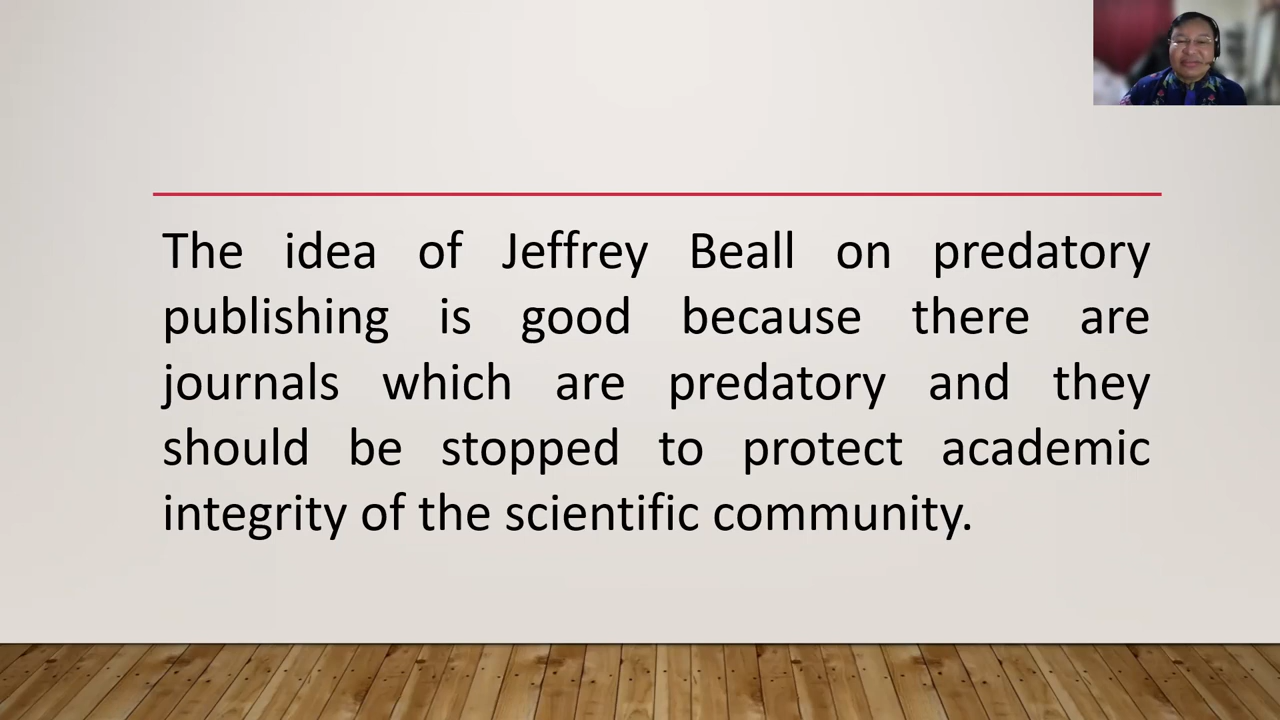 The idea of Jeffrey Beall on predatory
publishing is good because there are
journals which are predatory and they
should be stopped to protect academic
integrity of the scientific community.